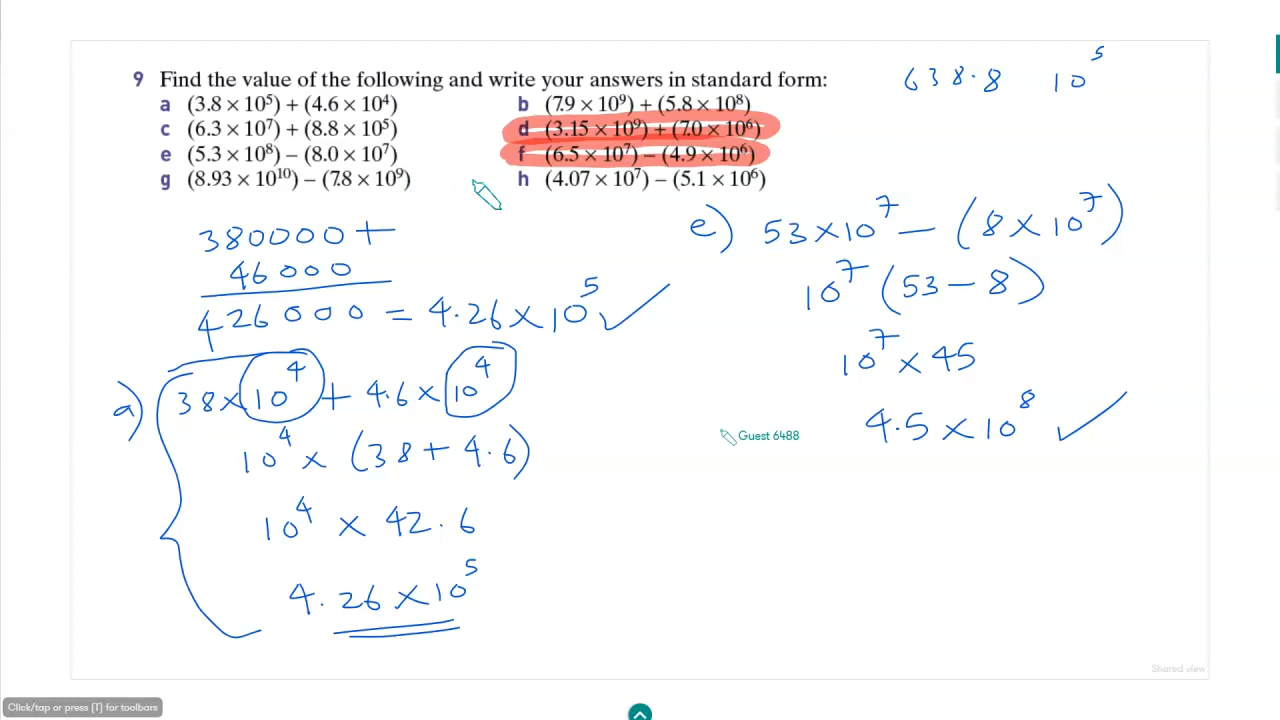 9 Find the value of the following and write your answers in standard form:
a (3.8 × 10⁵) + (4.6 × 10⁴) b (7.9 × 10⁹) + (5.8 × 10⁸)
c (6.3 × 10⁷) + (8.8 × 10⁵) d (3.15 × 10⁹) + (7.0 × 10⁶)
e (5.3 × 10⁸) – (8.0 × 10⁷) f (6.5 × 10⁷) – (4.9 × 10⁶)
g (8.93 × 10¹⁰) – (7.8 × 10⁹) h (4.07 × 10⁷) – (5.1 × 10⁶)
638.8 10⁵
380000 +
46000
426000 = 4.26 × 10⁵ ✓
a) 38 × 10⁴ + 4.6 × 10⁴
10⁴ × (38 + 4.6)
10⁴ × 42.6
4.26 × 10⁵
e) 53 × 10⁷ – (8 × 10⁷)
10⁷ (53 – 8)
10⁷ × 45
4.5 × 10⁸ ✓
Guest 6488
Shared view
Click/tap or press [T] for toolbars